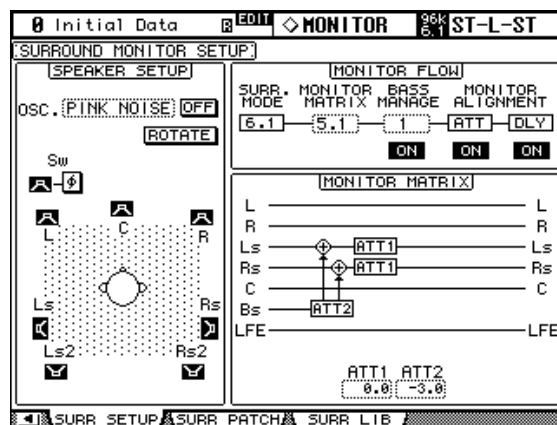 0 Initial Data R EDIT ◇MONITOR 96k 6.1 ST-L-ST
SURROUND MONITOR SETUP
SPEAKER SETUP
OSC. PINK NOISE OFF
ROTATE
Sw
ϕ
L C R
Ls Rs
Ls2 Rs2
MONITOR FLOW
SURR. MODE MONITOR MATRIX BASS MANAGE MONITOR ALIGNMENT
6.1 5.1 1 ATT DLY
ON ON ON
MONITOR MATRIX
L L
R R
Ls ATT1 Ls
Rs ATT1 Rs
C C
Bs ATT2
LFE LFE
ATT1 ATT2
0.0 -3.0
SURR SETUP SURR PATCH SURR LIB